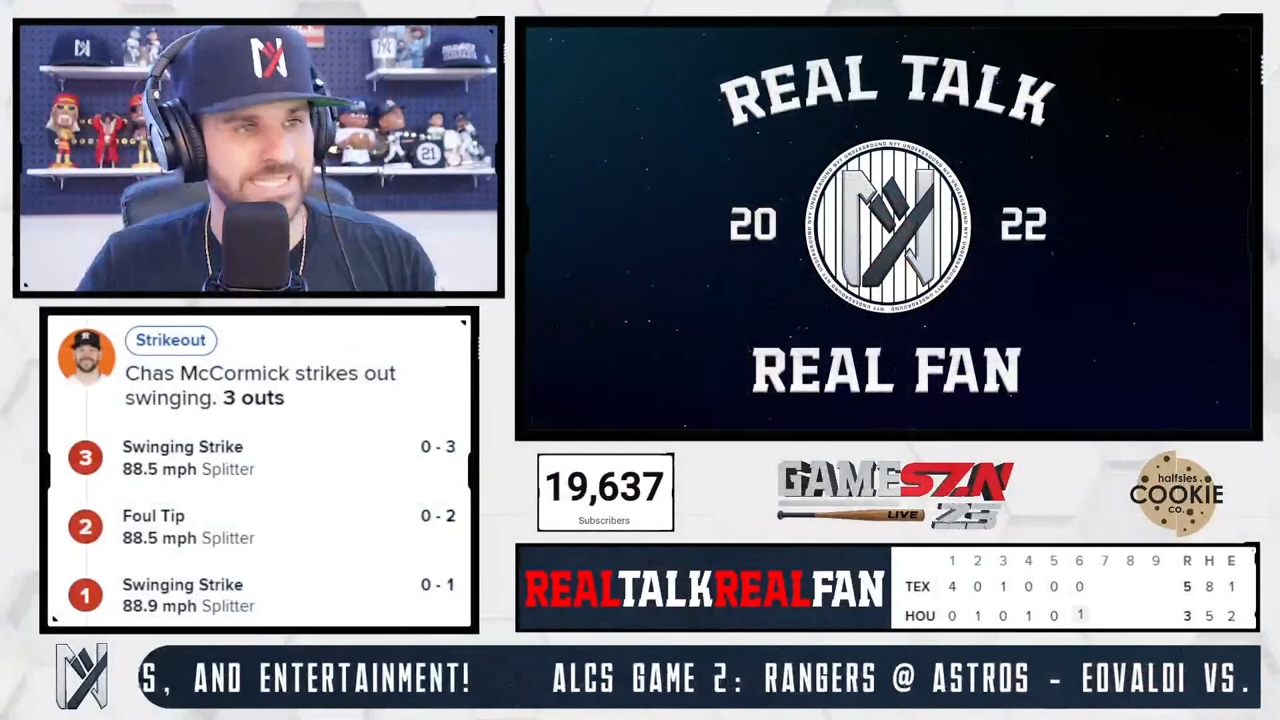 REAL TALK
20 22
NYY UNDERGROUND
REAL FAN
21
Strikeout
Chas McCormick strikes out
swinging. 3 outs
3 Swinging Strike 0 - 3
88.5 mph Splitter
2 Foul Tip 0 - 2
88.5 mph Splitter
1 Swinging Strike 0 - 1
88.9 mph Splitter
19,637
Subscribers
GAMESZN
LIVE 23
halfsies
COOKIE
co.
REALTALKREALFAN
1 2 3 4 5 6 7 8 9 R H E
TEX 4 0 1 0 0 0 5 8 1
HOU 0 1 0 1 0 1 3 5 2
S, AND ENTERTAINMENT! ALCS GAME 2: RANGERS @ ASTROS - EOVALDI VS.